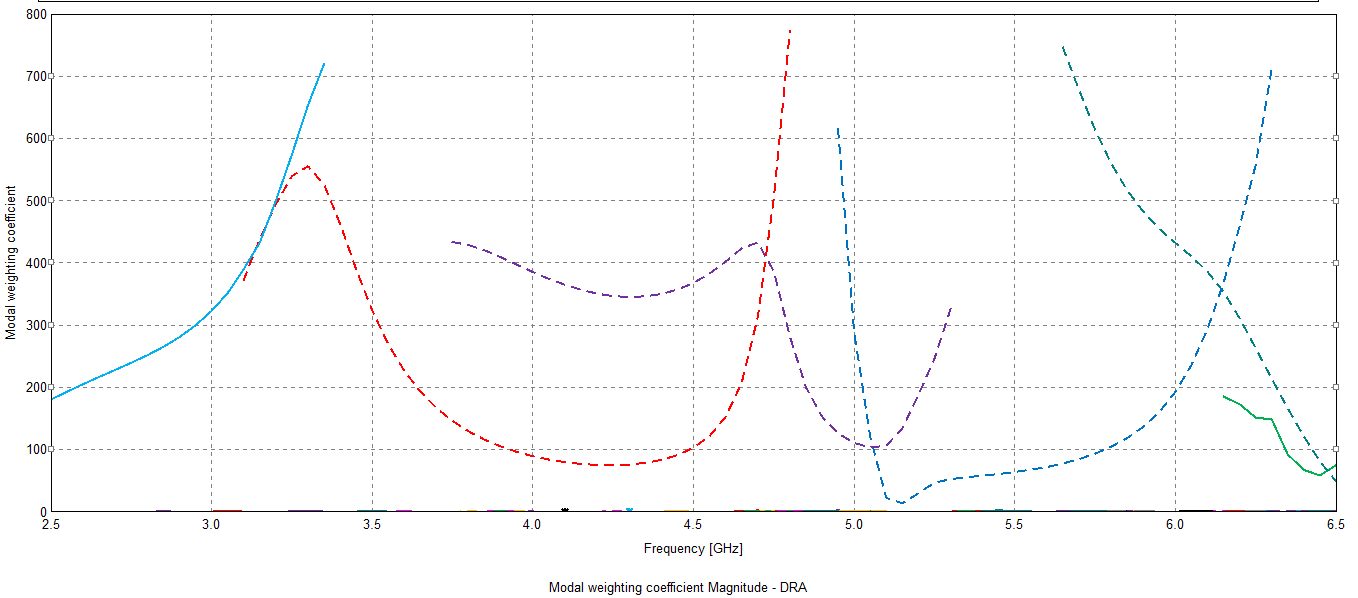 800
700
600
500
400
300
200
100
0
Modal weighting coefficient
2.5 3.0 3.5 4.0 4.5 5.0 5.5 6.0 6.5
Frequency [GHz]
Modal weighting coefficient Magnitude - DRA